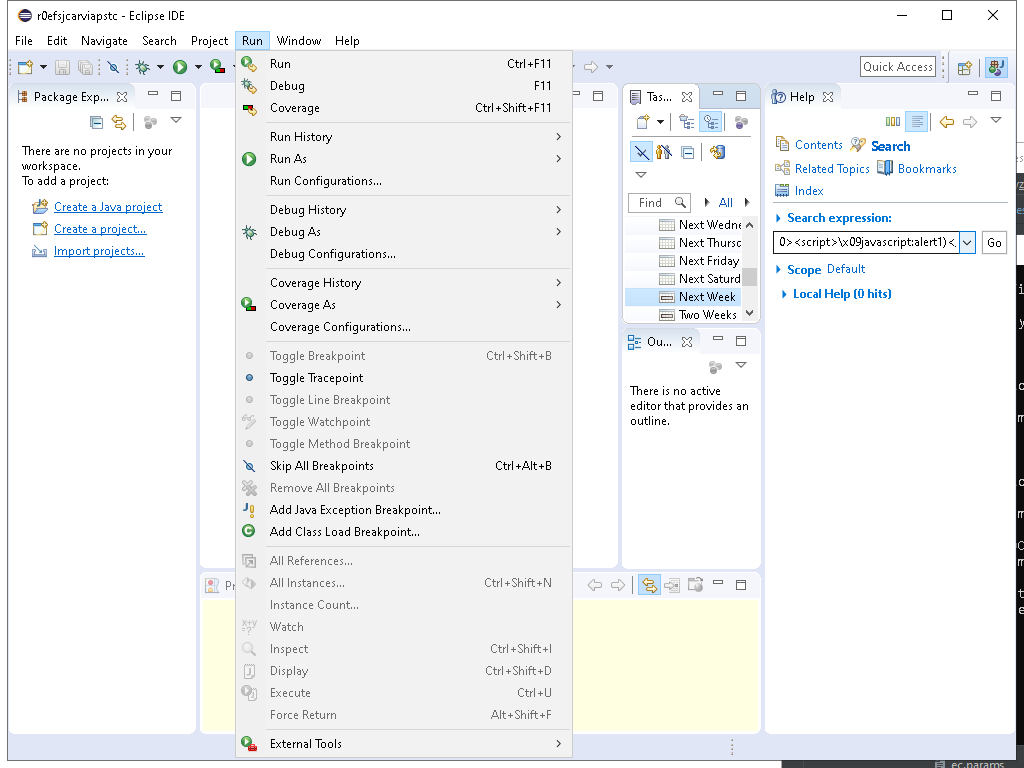 r0efsjcarviapstc - Eclipse IDE
File Edit Navigate Search Project Run Window Help
Quick Access
Package Exp...
There are no projects in your
workspace.
To add a project:
Create a Java project
Create a project...
Import projects...
Run Ctrl+F11
Debug F11
Coverage Ctrl+Shift+F11
Run History
Run As
Run Configurations...
Debug History
Debug As
Debug Configurations...
Coverage History
Coverage As
Coverage Configurations...
Toggle Breakpoint Ctrl+Shift+B
Toggle Tracepoint
Toggle Line Breakpoint
Toggle Watchpoint
Toggle Method Breakpoint
Skip All Breakpoints Ctrl+Alt+B
Remove All Breakpoints
Add Java Exception Breakpoint...
Add Class Load Breakpoint...
All References...
All Instances... Ctrl+Shift+N
Instance Count...
Watch
Inspect Ctrl+Shift+I
Display Ctrl+Shift+D
Execute Ctrl+U
Force Return Alt+Shift+F
External Tools
Pr
Tas...
Find All
Next Wedne
Next Thursd
Next Friday
Next Saturd
Next Week
Two Weeks
Ou...
There is no active
editor that provides an
outline.
Help
Contents Search
Related Topics Bookmarks
Index
Search expression:
0><script>\x09javascript:alert1)<. Go
Scope Default
Local Help (0 hits)
ec.params